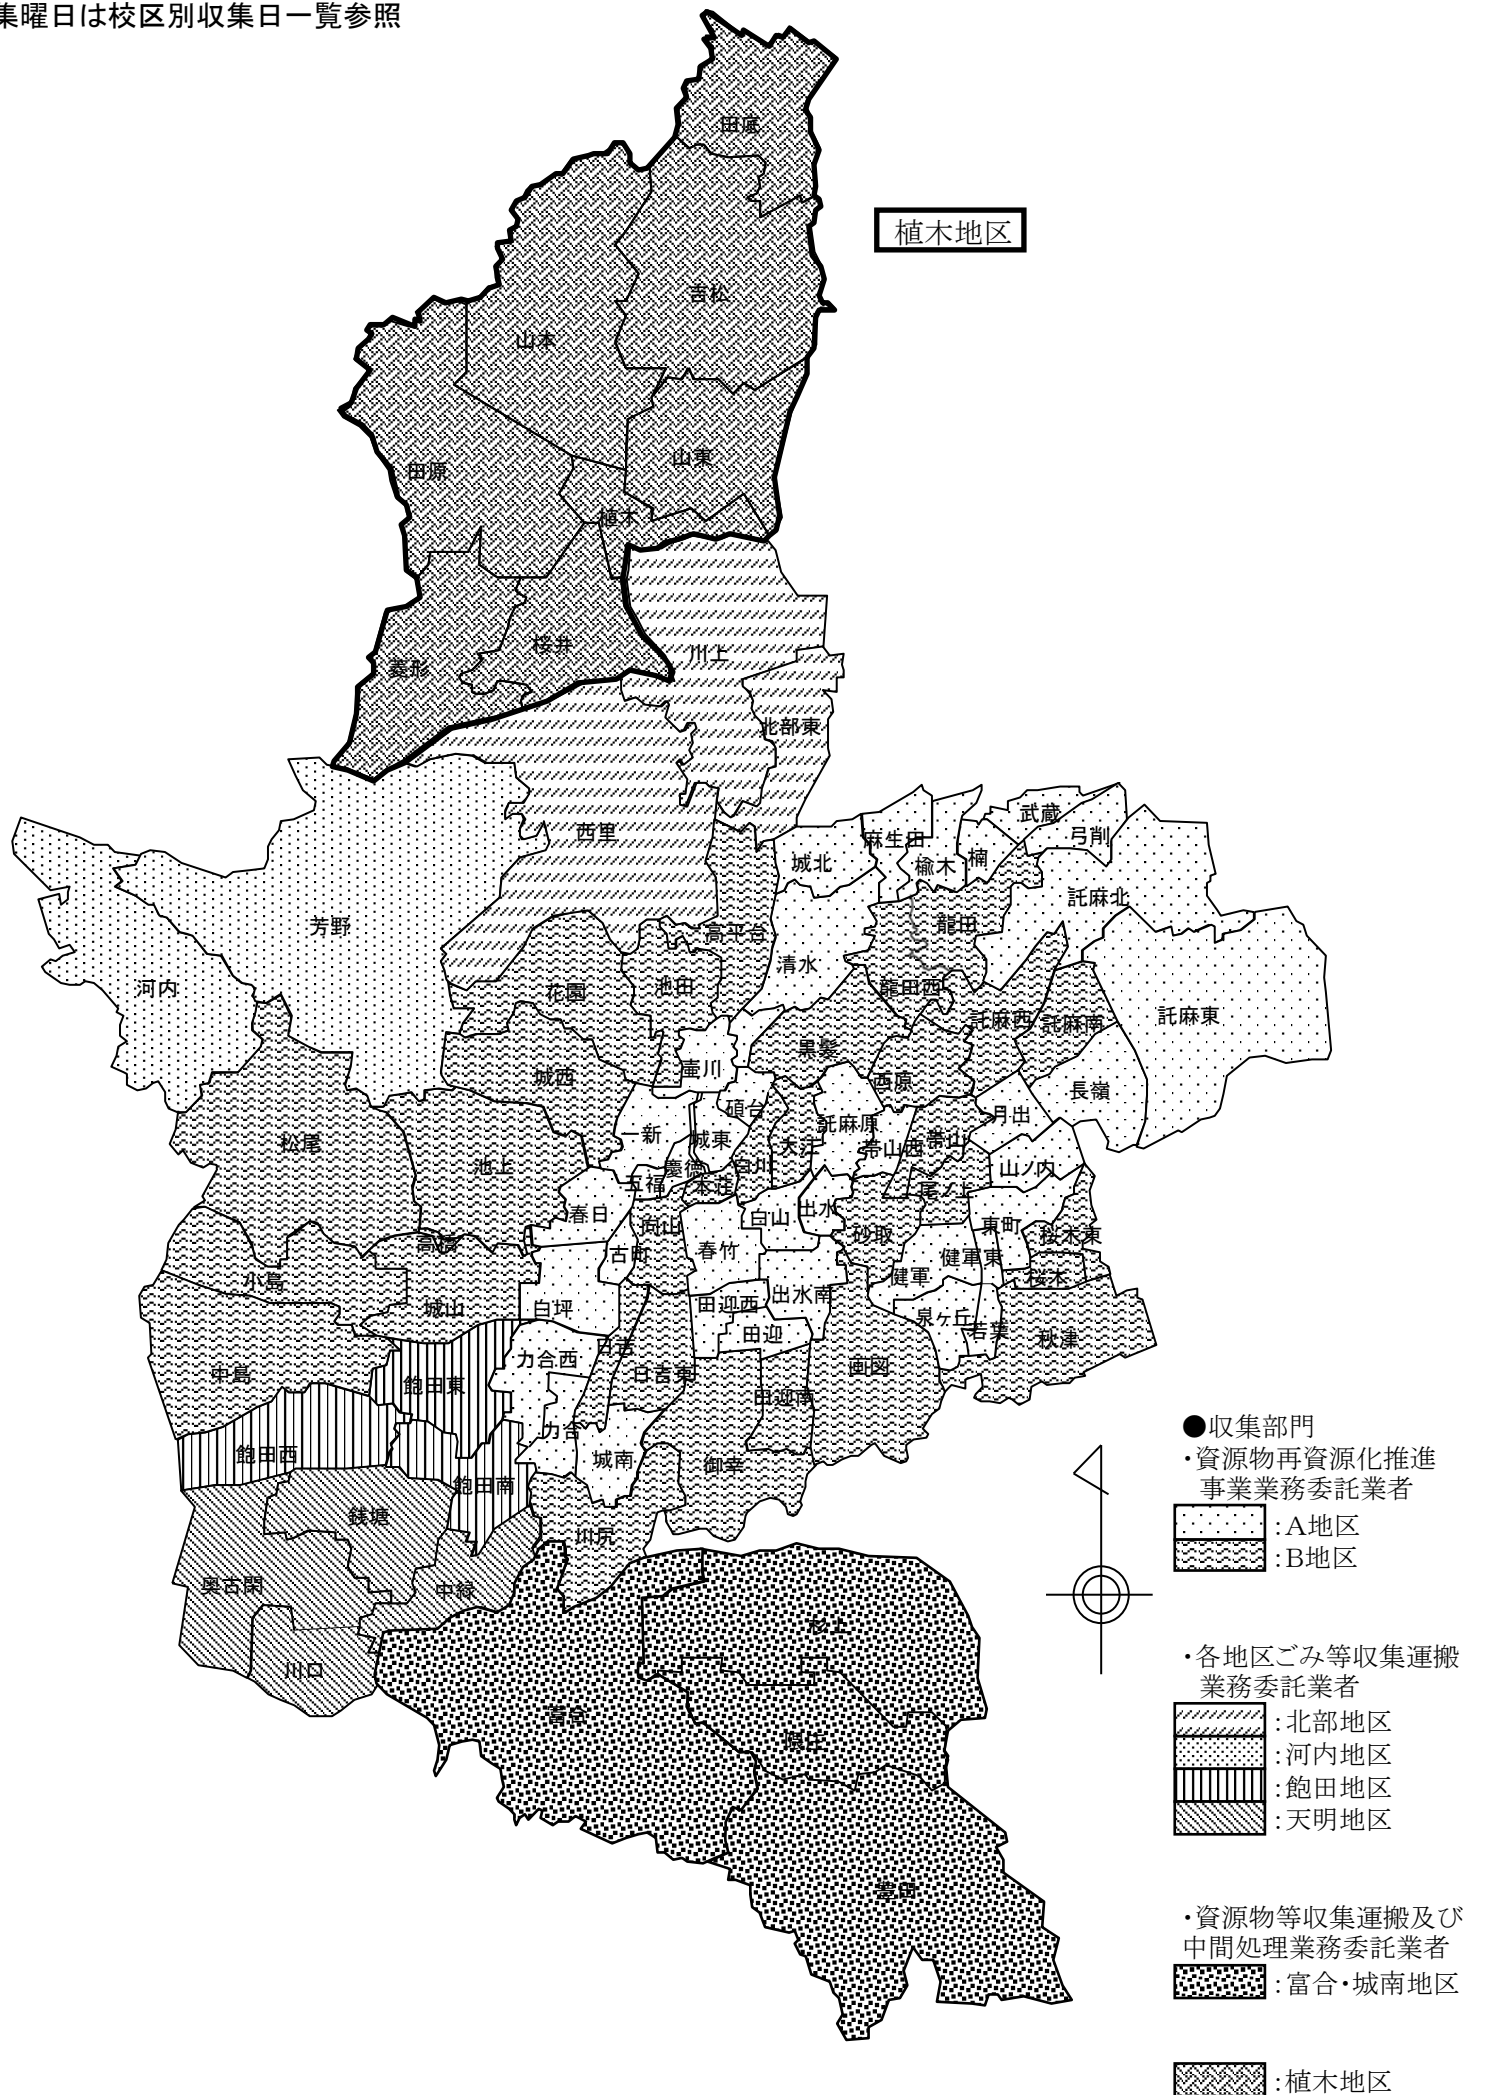 集曜日は校区別収集日一覧参照
田底
植木地区
吉松
山本
山東
田原
植木
桜井
川上
菱形
北部東
武蔵
西里
麻生田
弓削
城北
楡木
楠
託麻北
芳野
龍田
高平台
清水
河内
花園
池田
龍田西
託麻西
託麻南
託麻東
黒髪
城西
壷川
西原
長嶺
碩台
月出
託麻原
一新
城東
大江
帯山西
帯山
松尾
池上
慶徳
白川
山ノ内
五福
本荘
尾ノ上
春日
向山
白山
出水
東町
砂取
桜木東
高橋
古町
春竹
健軍東
小島
健軍
桜木
城山
白坪
田迎西
出水南
泉ヶ丘
田迎
若葉
秋津
日吉
力合西
中島
飽田東
日吉東
画図
田迎南
力合
飽田西
城南
御幸
飽田南
銭塘
川尻
奥古閑
中緑
杉上
川口
富合
隈庄
豊田
●収集部門
・資源物再資源化推進
事業業務委託業者
:A地区
:B地区
・各地区ごみ等収集運搬
業務委託業者
:北部地区
:河内地区
:飽田地区
:天明地区
・資源物等収集運搬及び
中間処理業務委託業者
:富合・城南地区
:植木地区